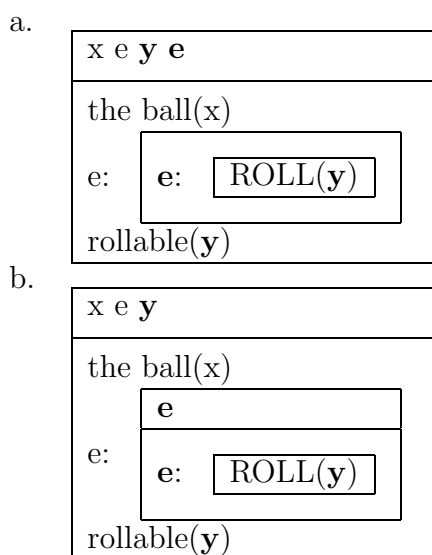 a.
x e y e
the ball(x)
e: e: ROLL(y)
rollable(y)
b.
x e y
the ball(x)
e
e: e: ROLL(y)
rollable(y)